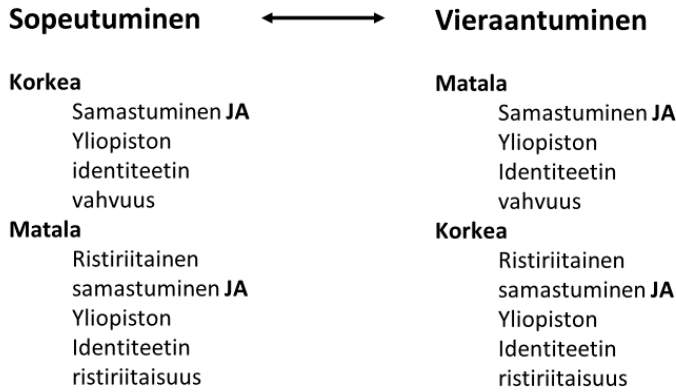 Sopeutuminen
Korkea
Samastuminen JA
Yliopiston
identiteetin
vahvuus
Matala
Ristiriitainen
samastuminen JA
Yliopiston
Identiteetin
ristiriitaisuus
Vieraantuminen
Matala
Samastuminen JA
Yliopiston
Identiteetin
vahvuus
Korkea
Ristiriitainen
samastuminen JA
Yliopiston
Identiteetin
ristiriitaisuus